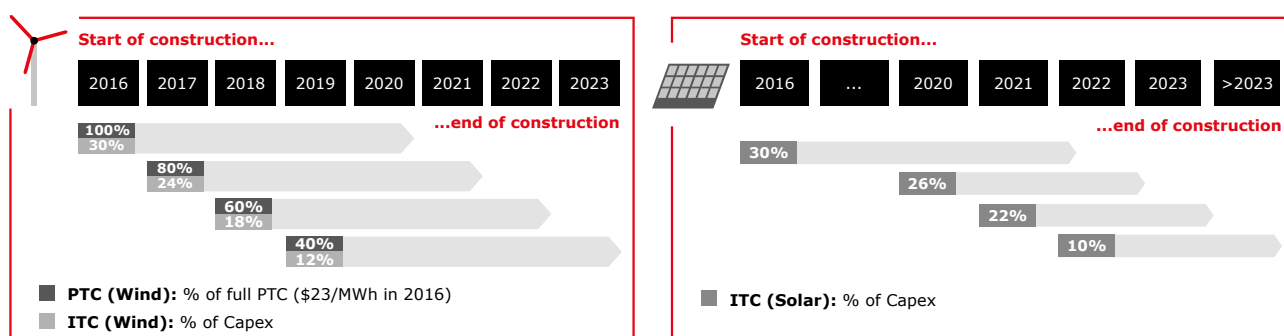 Start of construction...
2016 2017 2018 2019 2020 2021 2022 2023
...end of construction
100%
30%
80%
24%
60%
18%
40%
12%
PTC (Wind): % of full PTC ($23/MWh in 2016)
ITC (Wind): % of Capex
Start of construction...
2016 ... 2020 2021 2022 2023 >2023
...end of construction
30%
26%
22%
10%
ITC (Solar): % of Capex